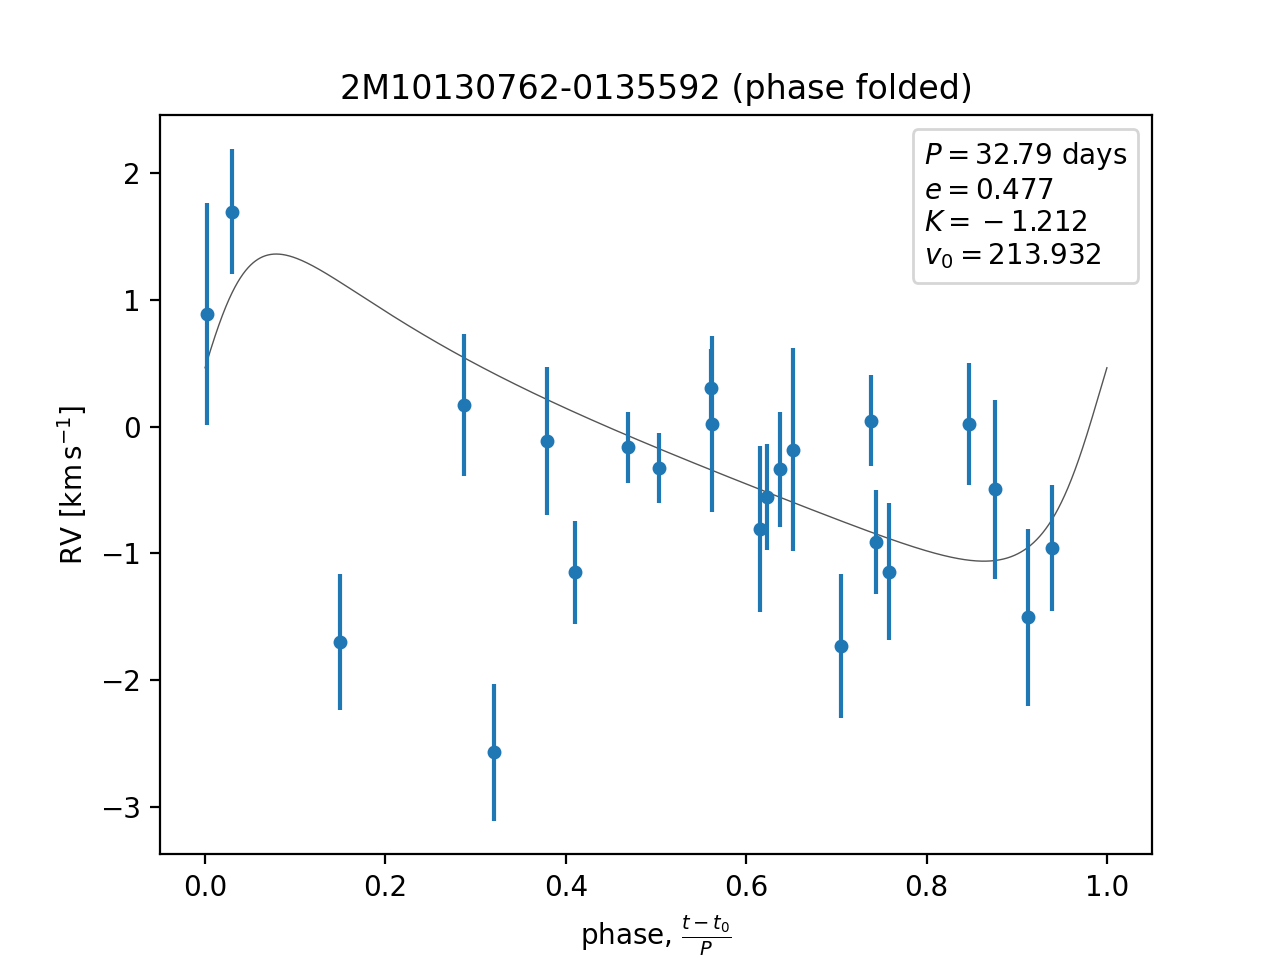 2M10130762-0135592 (phase folded)
P = 32.79 days
e = 0.477
K = −1.212
v₀ = 213.932
RV [km s⁻¹]
2
1
0
−1
−2
−3
0.0 0.2 0.4 0.6 0.8 1.0
phase, (t − t₀)/P